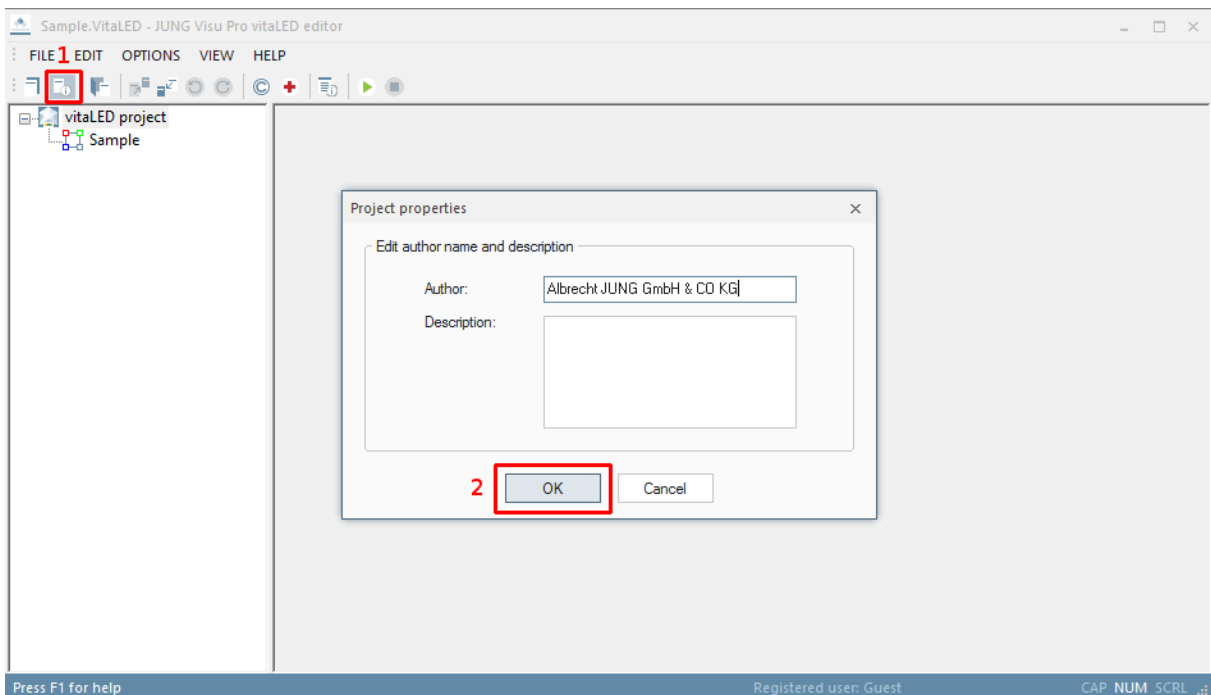 Sample.VitaLED - JUNG Visu Pro vitaLED editor
FILE 1 EDIT OPTIONS VIEW HELP
vitaLED project
Sample
Project properties
Edit author name and description
Author: Albrecht JUNG GmbH & CO KG
Description:
2 OK Cancel
Press F1 for help Registered user: Guest CAP NUM SCRL